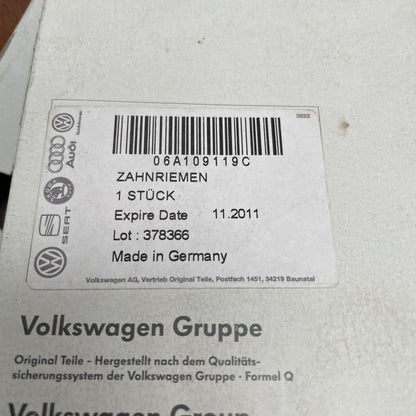 3822
06A109119C
ZAHNRIEMEN
1 STÜCK
Expire Date 11.2011
Lot : 378366
Made in Germany
Audi
SEAT
Volkswagen AG, Vertrieb Original Teile, Postfach 1451, 34219 Baunatal
Volkswagen Gruppe
Original Teile - Hergestellt nach dem Qualitäts-
sicherungssystem der Volkswagen Gruppe · Formel Q
Volkswagen Group